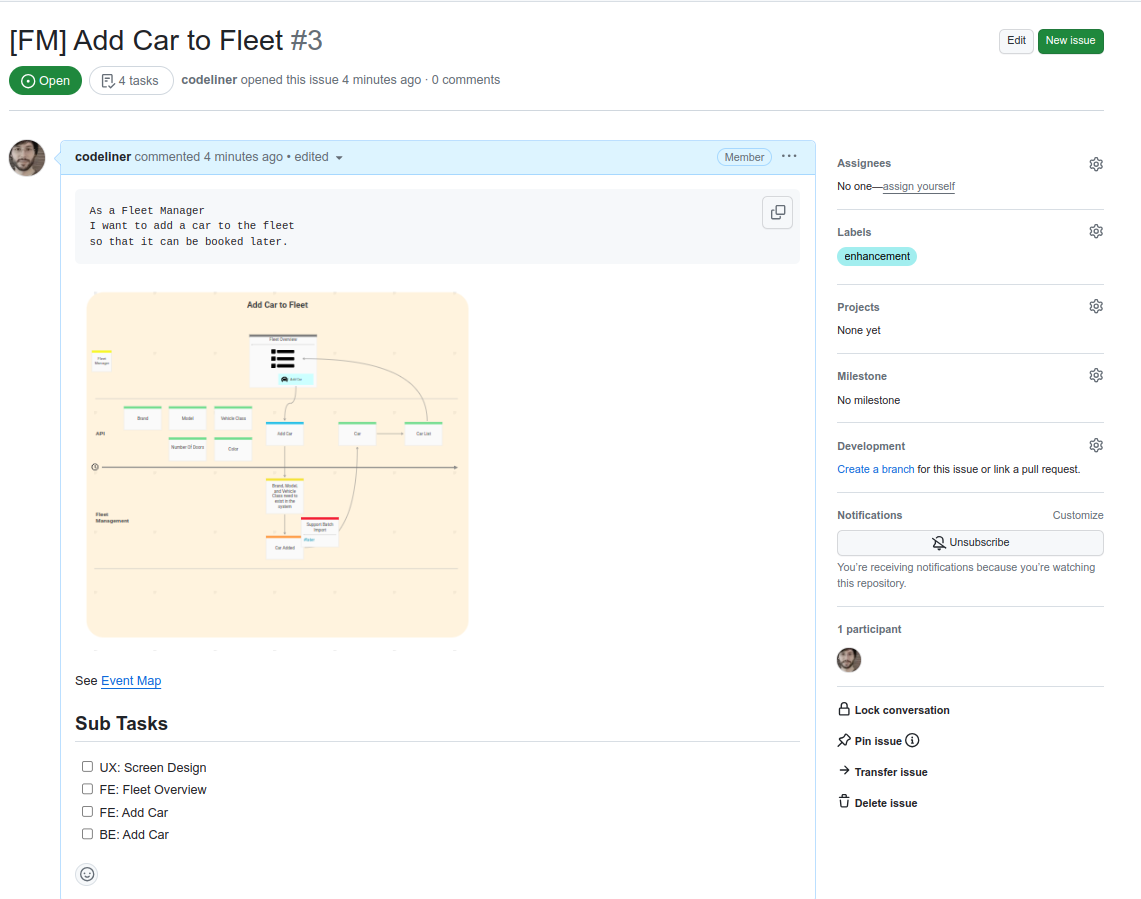 [FM] Add Car to Fleet #3
Edit
New issue
Open
4 tasks
codeliner opened this issue 4 minutes ago · 0 comments
codeliner commented 4 minutes ago • edited
Member
As a Fleet Manager
I want to add a car to the fleet
so that it can be booked later.
Add Car to Fleet
Fleet Overview
Fleet
Manager
Add Car
Brand
Model
Vehicle Class
API
Add Car
Car
Car List
Number Of Doors
Color
Brand, Model,
and Vehicle
Class need to
exist in the
system
Fleet
Management
Support Batch
Import
Car Added
See Event Map
Sub Tasks
UX: Screen Design
FE: Fleet Overview
FE: Add Car
BE: Add Car
Assignees
No one—assign yourself
Labels
enhancement
Projects
None yet
Milestone
No milestone
Development
Create a branch for this issue or link a pull request.
Notifications
Customize
Unsubscribe
You're receiving notifications because you're watching
this repository.
1 participant
Lock conversation
Pin issue
Transfer issue
Delete issue